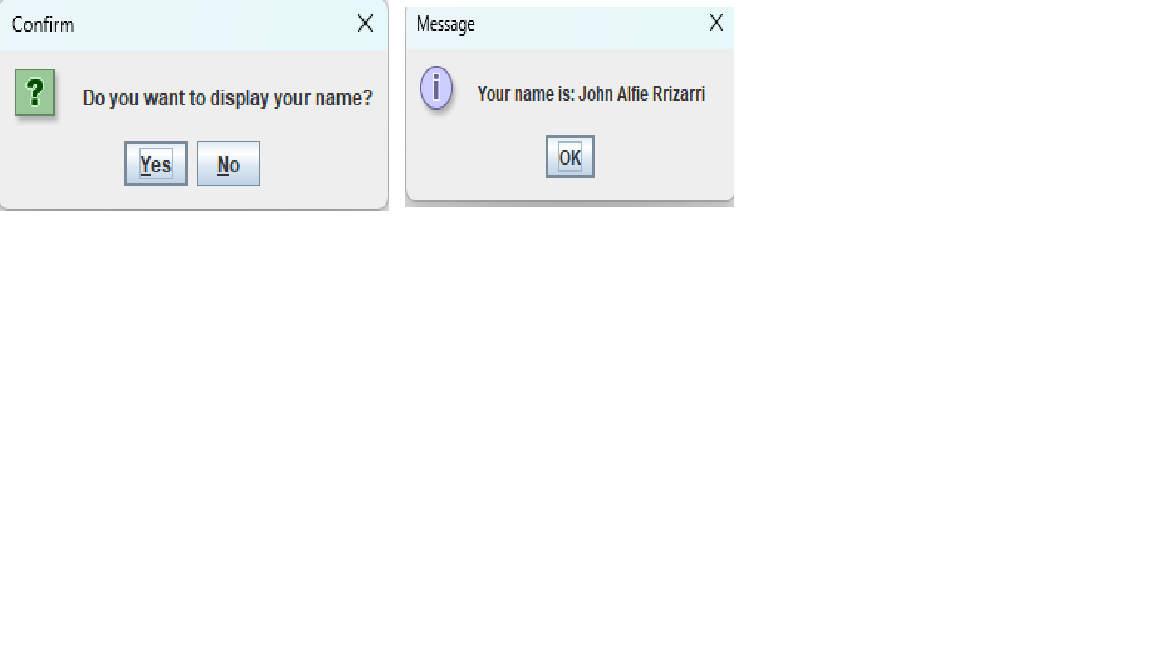 Confirm
Do you want to display your name?
Yes No
Message
Your name is: John Alfie Rrizarri
OK